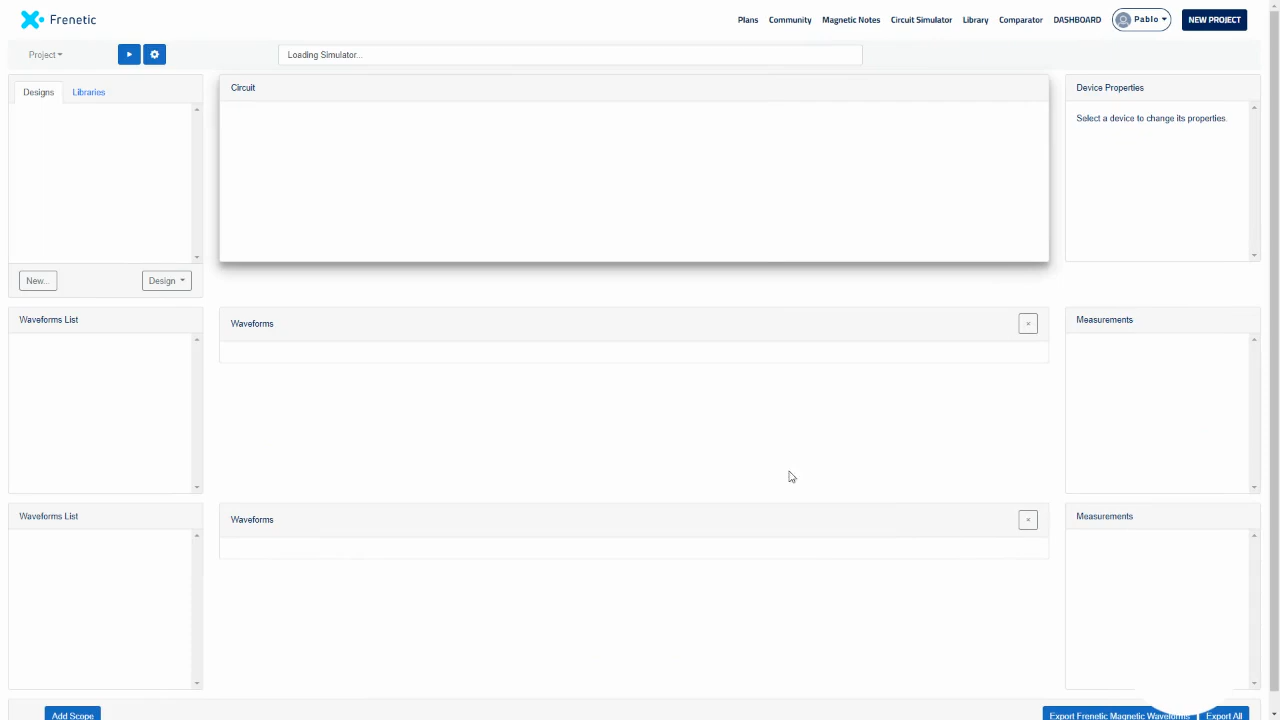 Frenetic
Plans Community Magnetic Notes Circuit Simulator Library Comparator DASHBOARD Pablo NEW PROJECT
Project
Loading Simulator...
Designs Libraries
Circuit
Device Properties
Select a device to change its properties.
New... Design
Waveforms List
Waveforms
×
Measurements
Waveforms List
Waveforms
×
Measurements
Add Scope
Export Frenetic Magnetic Waveforms
Export All